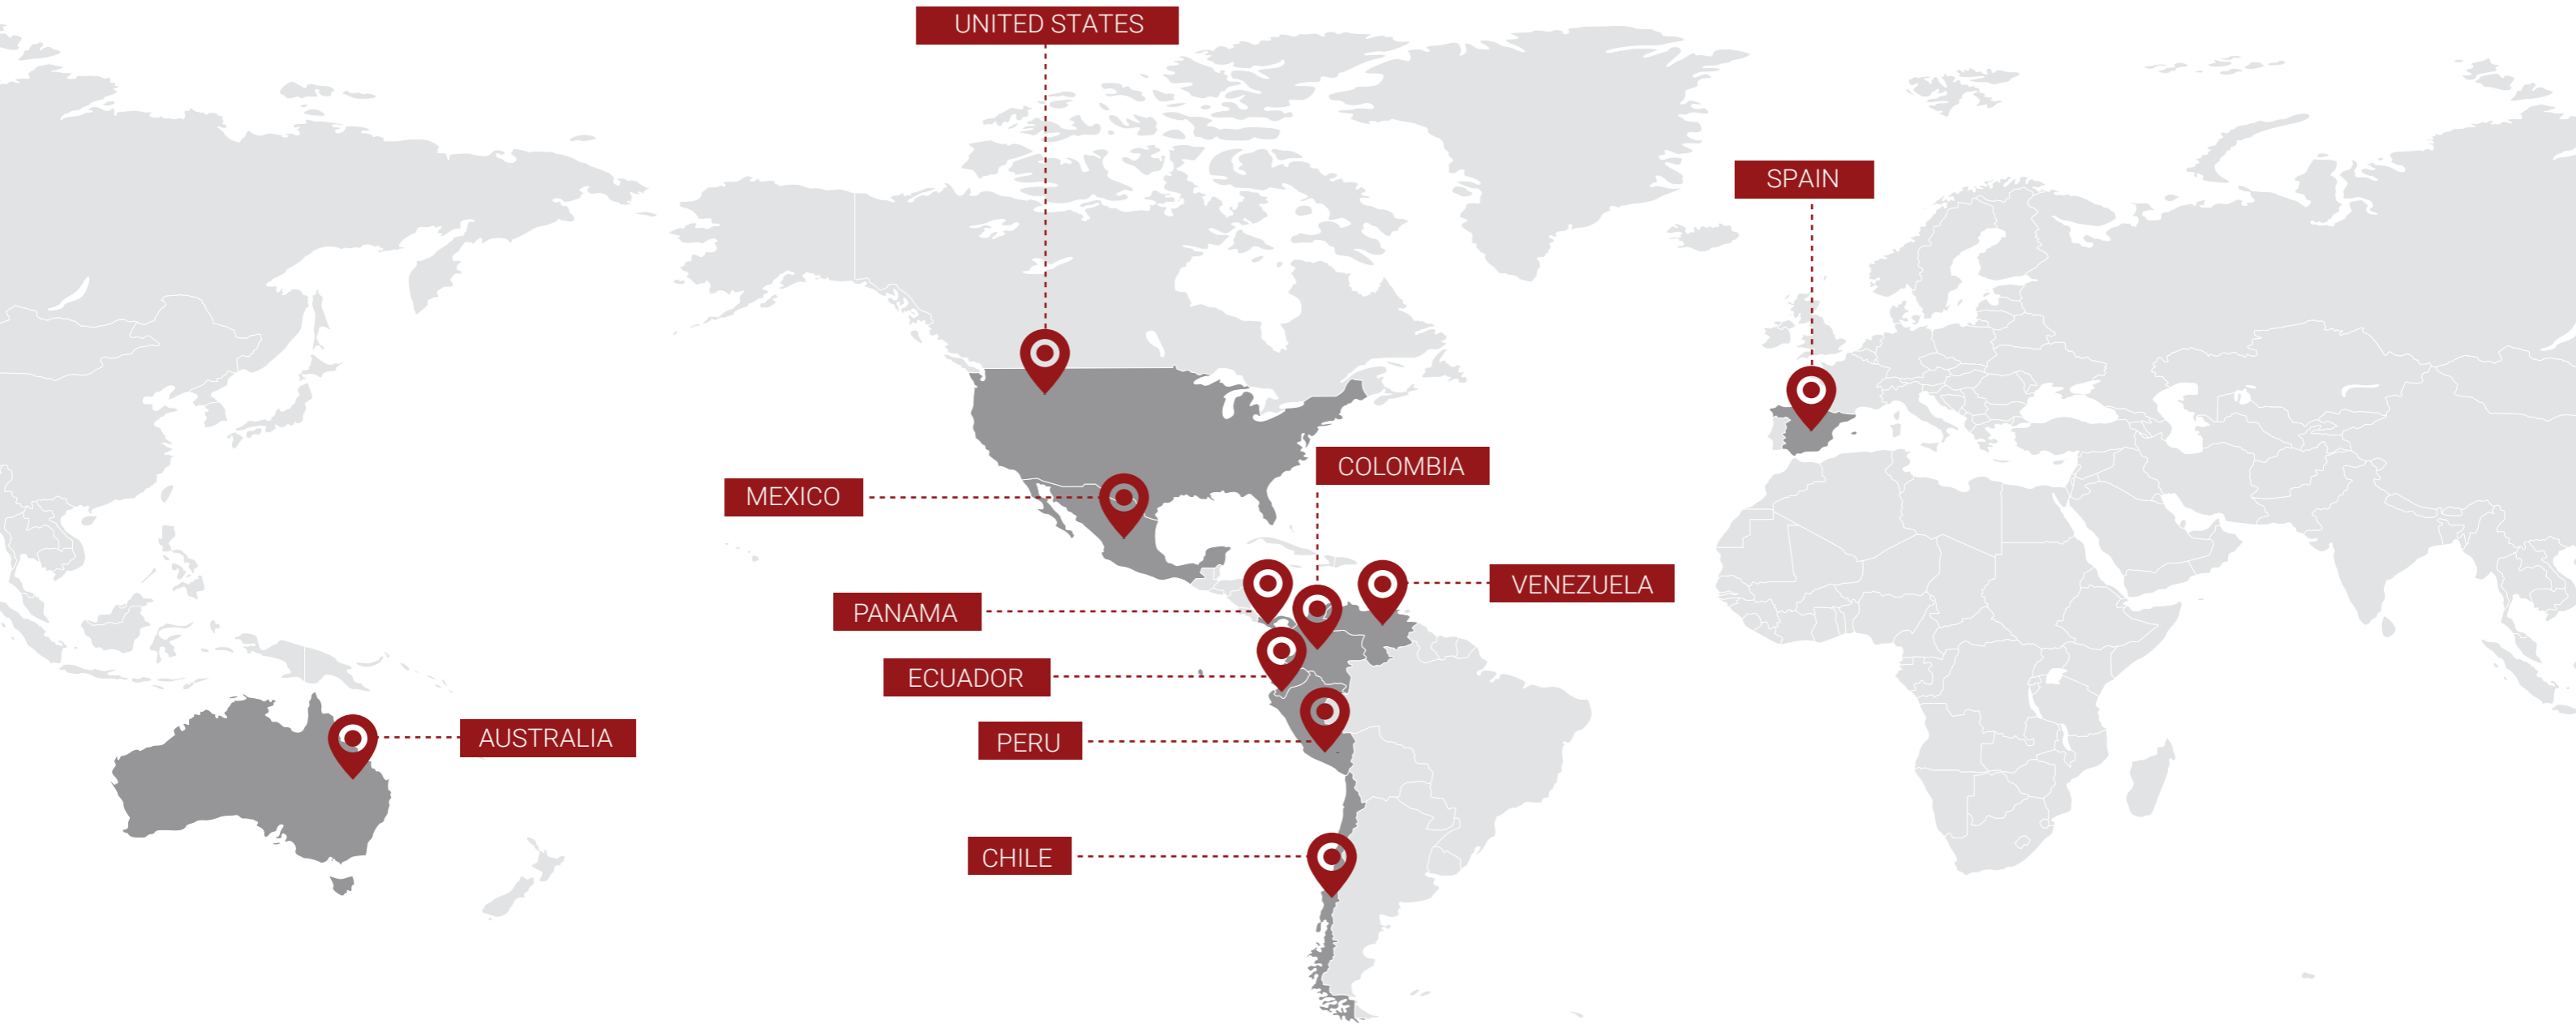 UNITED STATES
SPAIN
COLOMBIA
MEXICO
VENEZUELA
PANAMA
ECUADOR
AUSTRALIA
PERU
CHILE